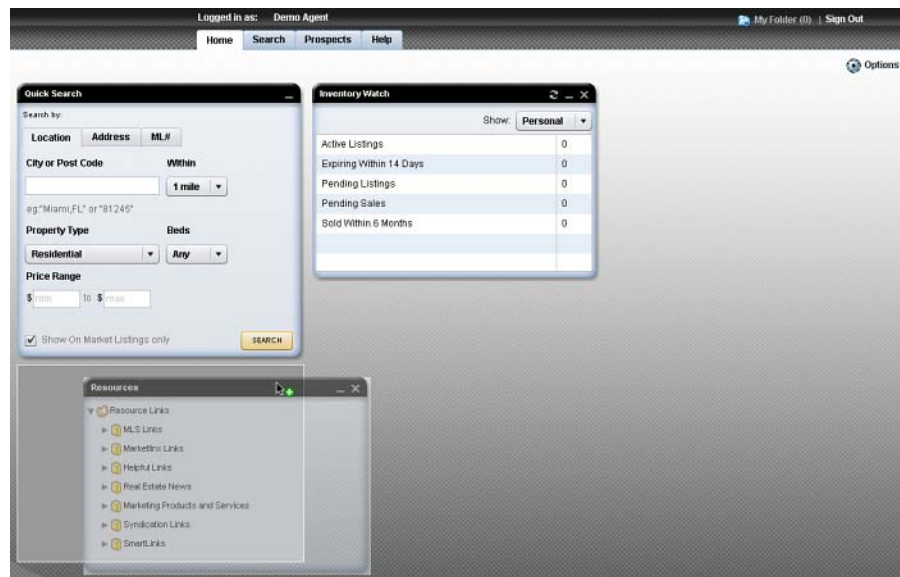 Logged in as: Demo Agent
My Folder (0) | Sign Out
Home Search Prospects Help
Options
Quick Search
Search by:
Location Address ML#
City or Post Code Within
1 mile
eg:"Miami,FL" or "81245"
Property Type Beds
Residential Any
Price Range
$ min to $ max
Show On Market Listings only
SEARCH
Inventory Watch
Show: Personal
Active Listings 0
Expiring Within 14 Days 0
Pending Listings 0
Pending Sales 0
Sold Within 6 Months 0
Resources
Resource Links
MLS Links
MarketLinx Links
Helpful Links
Real Estate News
Marketing Products and Services
Syndication Links
SmartLinks